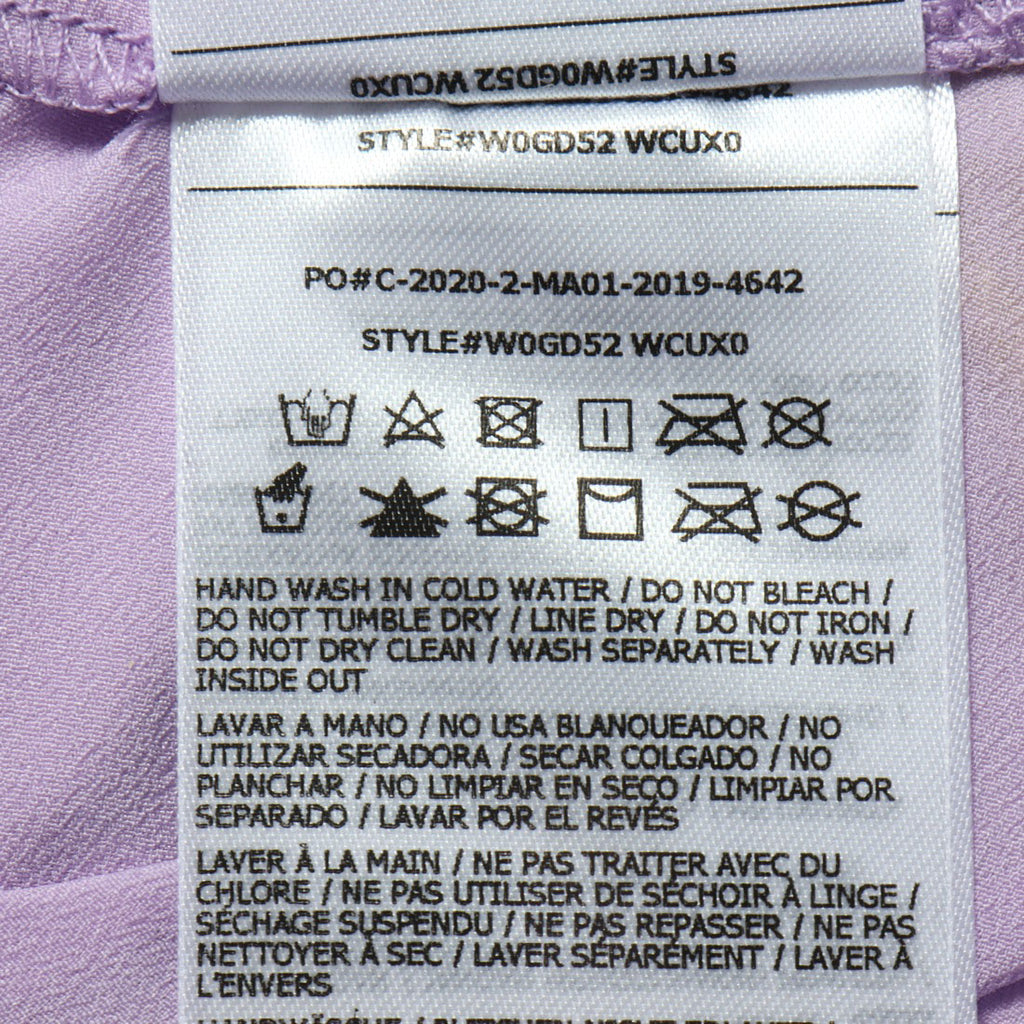 STYLE#W0GD52 WCUX0
STYLE#W0GD52 WCUX0
PO#C-2020-2-MA01-2019-4642
STYLE#W0GD52 WCUX0
HAND WASH IN COLD WATER / DO NOT BLEACH /
DO NOT TUMBLE DRY / LINE DRY / DO NOT IRON /
DO NOT DRY CLEAN / WASH SEPARATELY / WASH
INSIDE OUT
LAVAR A MANO / NO USA BLANQUEADOR / NO
UTILIZAR SECADORA / SECAR COLGADO / NO
PLANCHAR / NO LIMPIAR EN SECO / LIMPIAR POR
SEPARADO / LAVAR POR EL REVÉS
LAVER À LA MAIN / NE PAS TRAITER AVEC DU
CHLORE / NE PAS UTILISER DE SÉCHOIR À LINGE /
SÉCHAGE SUSPENDU / NE PAS REPASSER / NE PAS
NETTOYER À SEC / LAVER SÉPARÉMENT / LAVER À
L'ENVERS